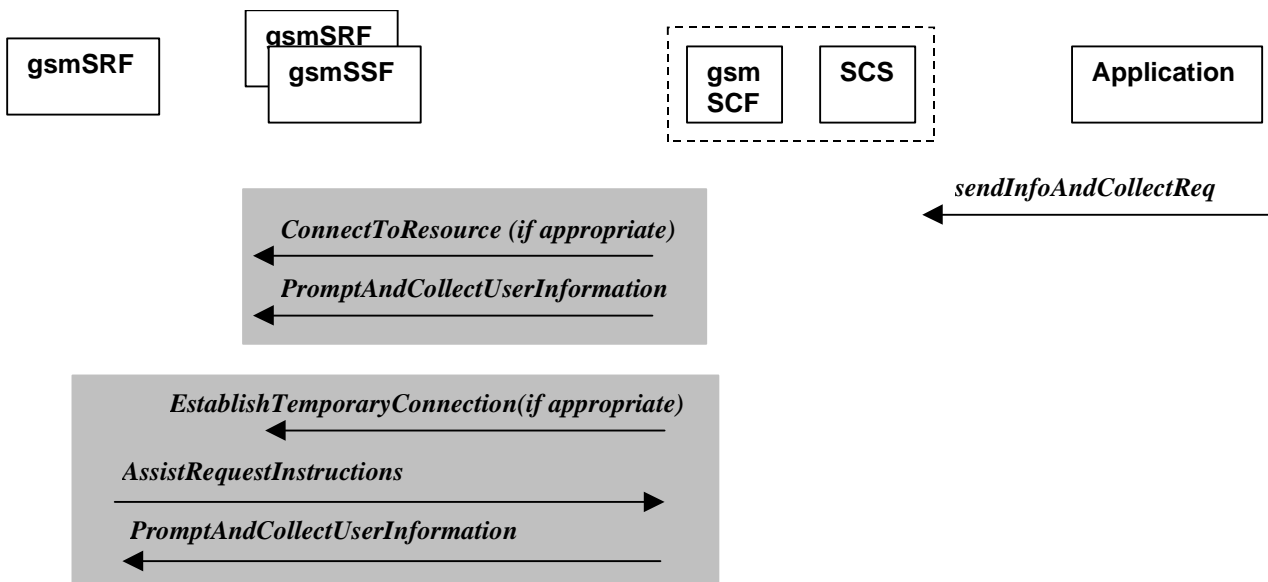 gsmSRF
gsmSRF
gsmSSF
gsm
SCF
SCS
Application
sendInfoAndCollectReq
ConnectToResource (if appropriate)
PromptAndCollectUserInformation
EstablishTemporaryConnection(if appropriate)
AssistRequestInstructions
PromptAndCollectUserInformation